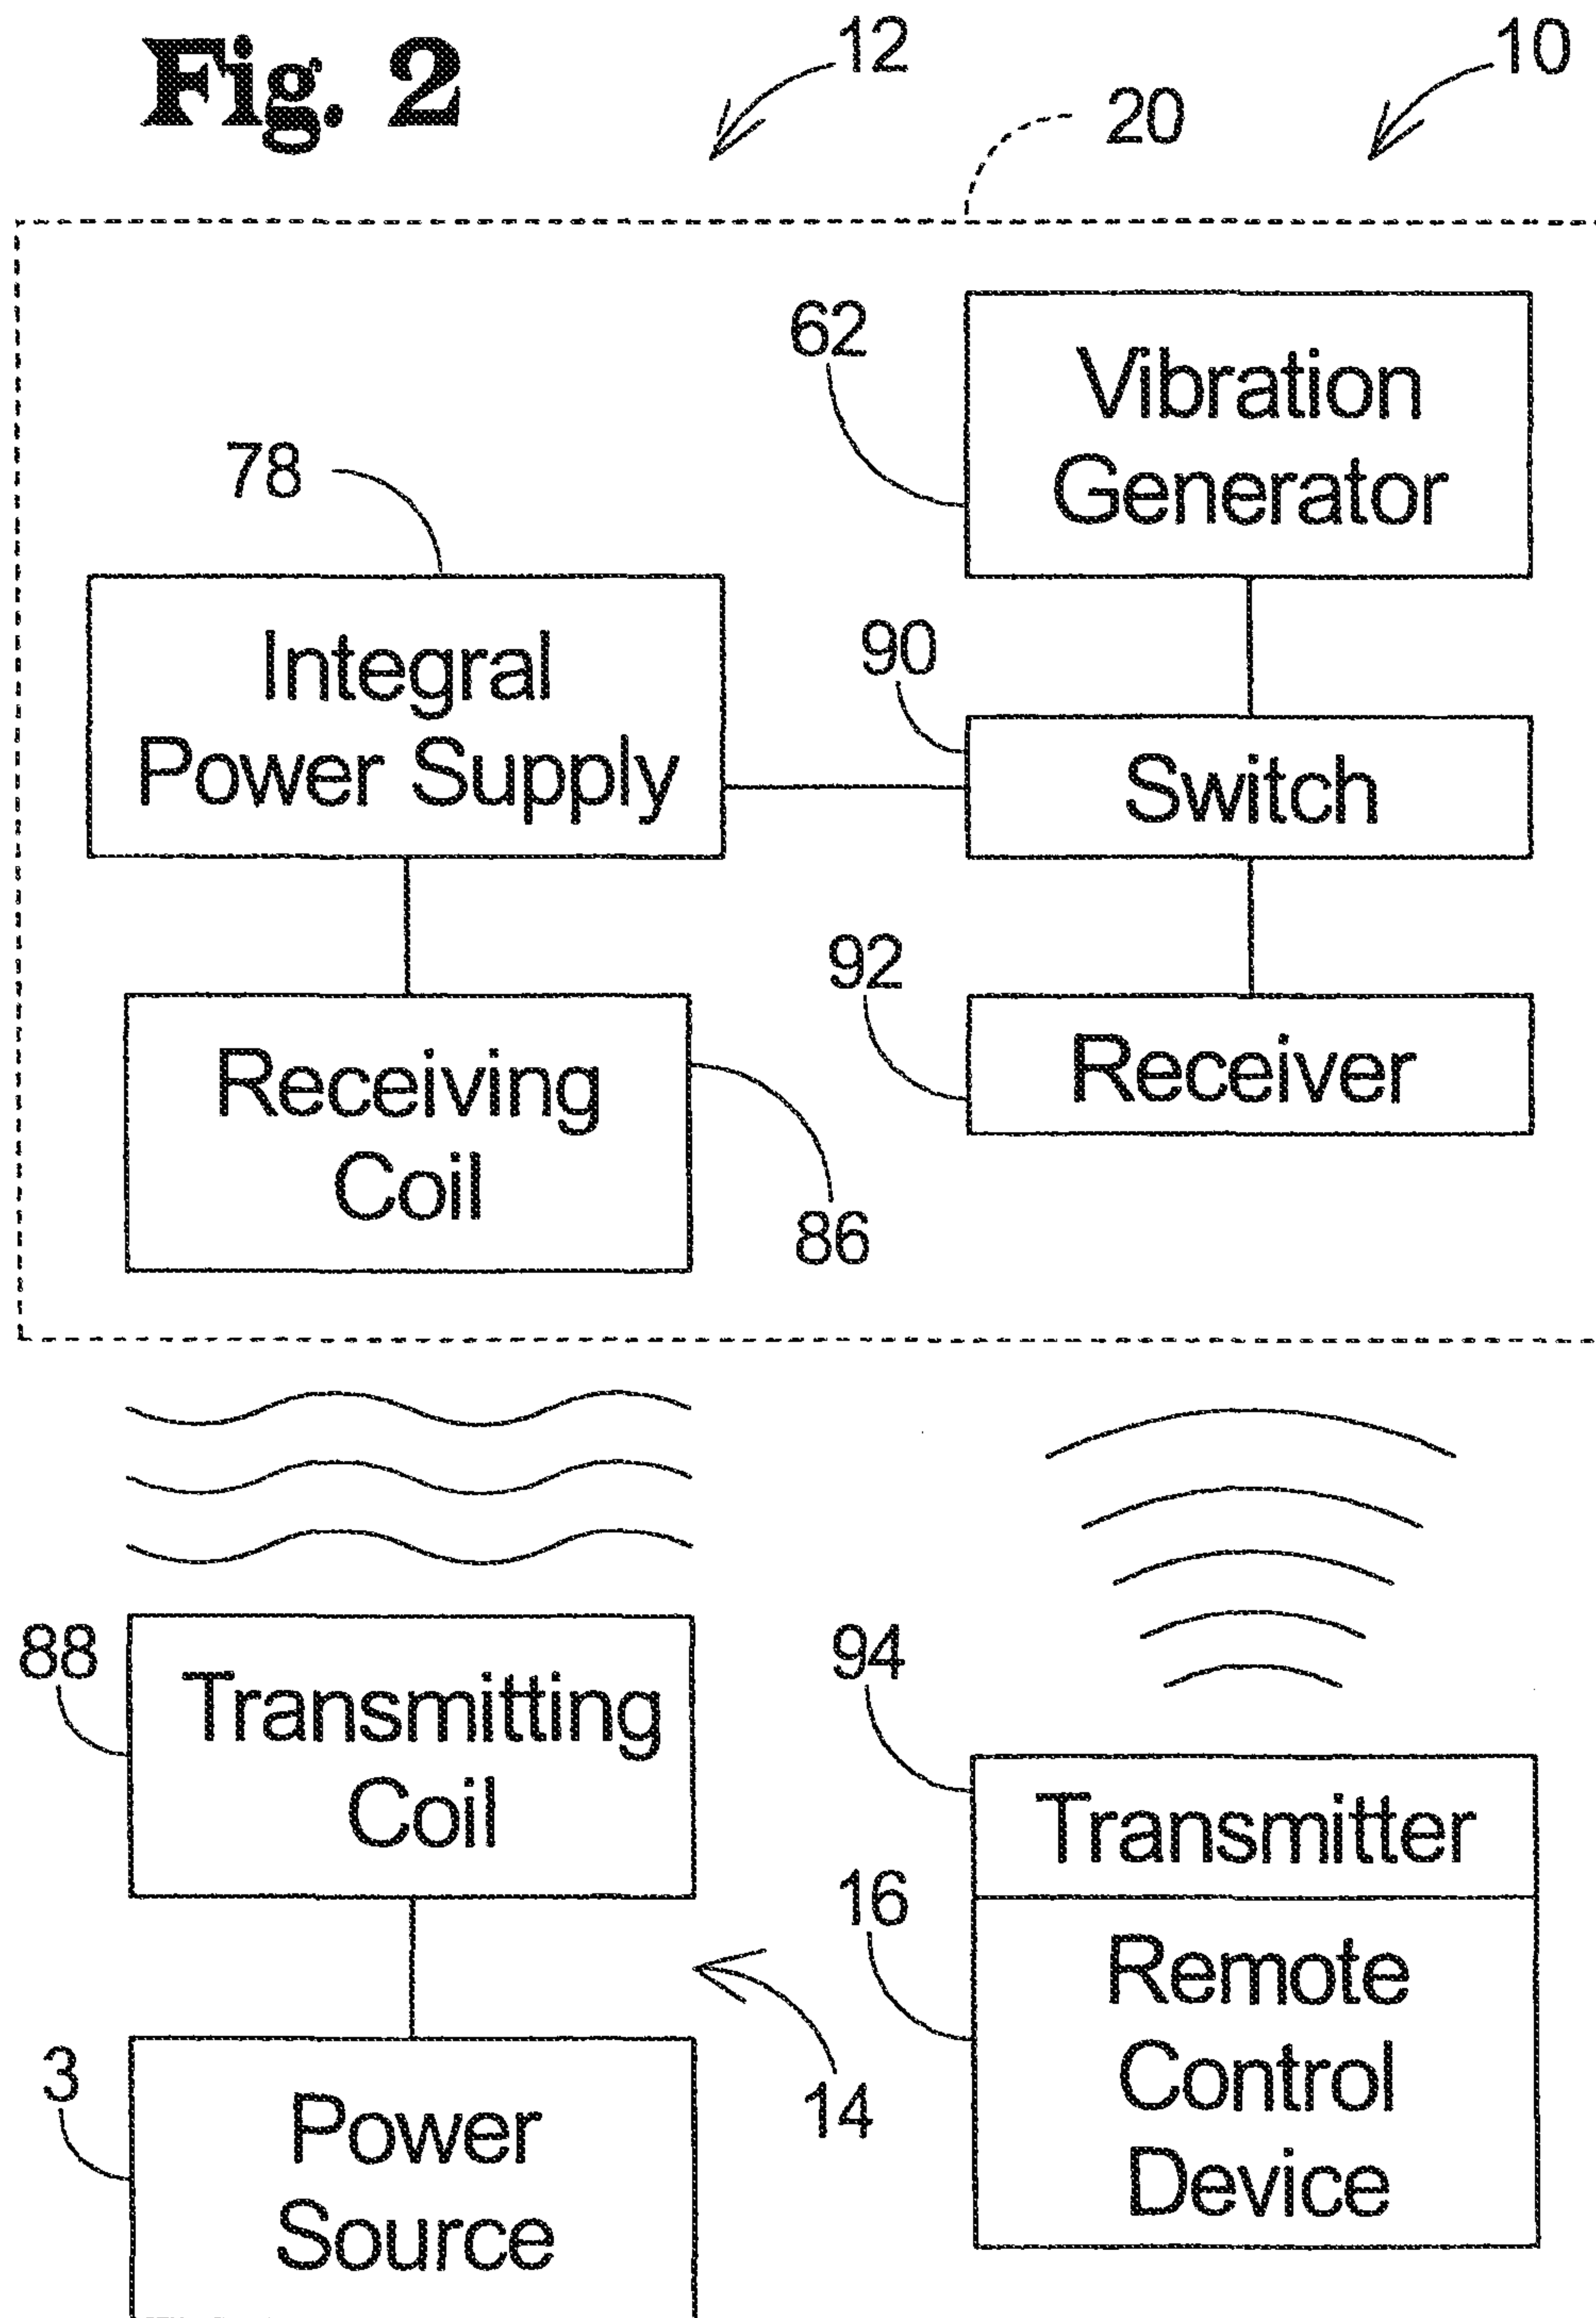 Fig. 2
12
10
20
62
Vibration
Generator
78
Integral
Power Supply
90
Switch
92
Receiver
Receiving
Coil
86
88
Transmitting
Coil
94
Transmitter
16
Remote
Control
Device
14
3
Power
Source